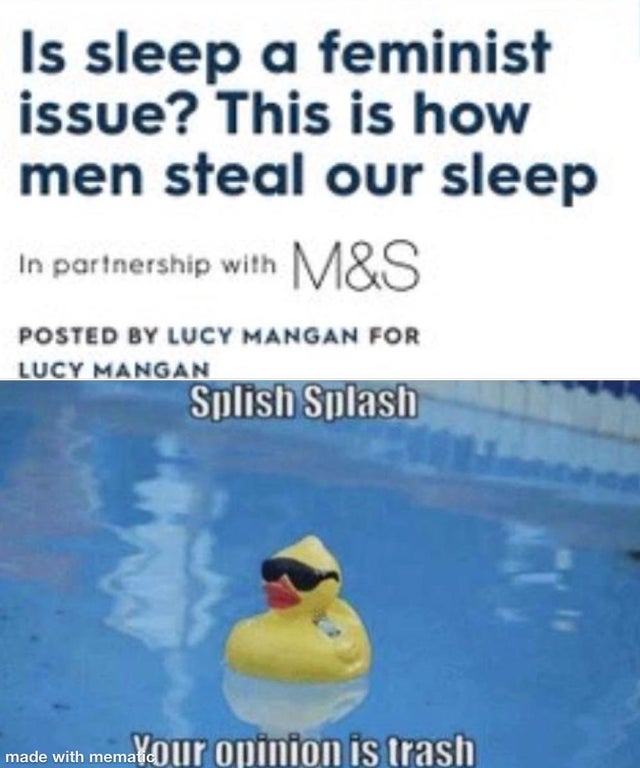 Is sleep a feminist
issue? This is how
men steal our sleep
In partnership with M&S
POSTED BY LUCY MANGAN FOR
LUCY MANGAN
Splish Splash
Your opinion is trash
made with mematic